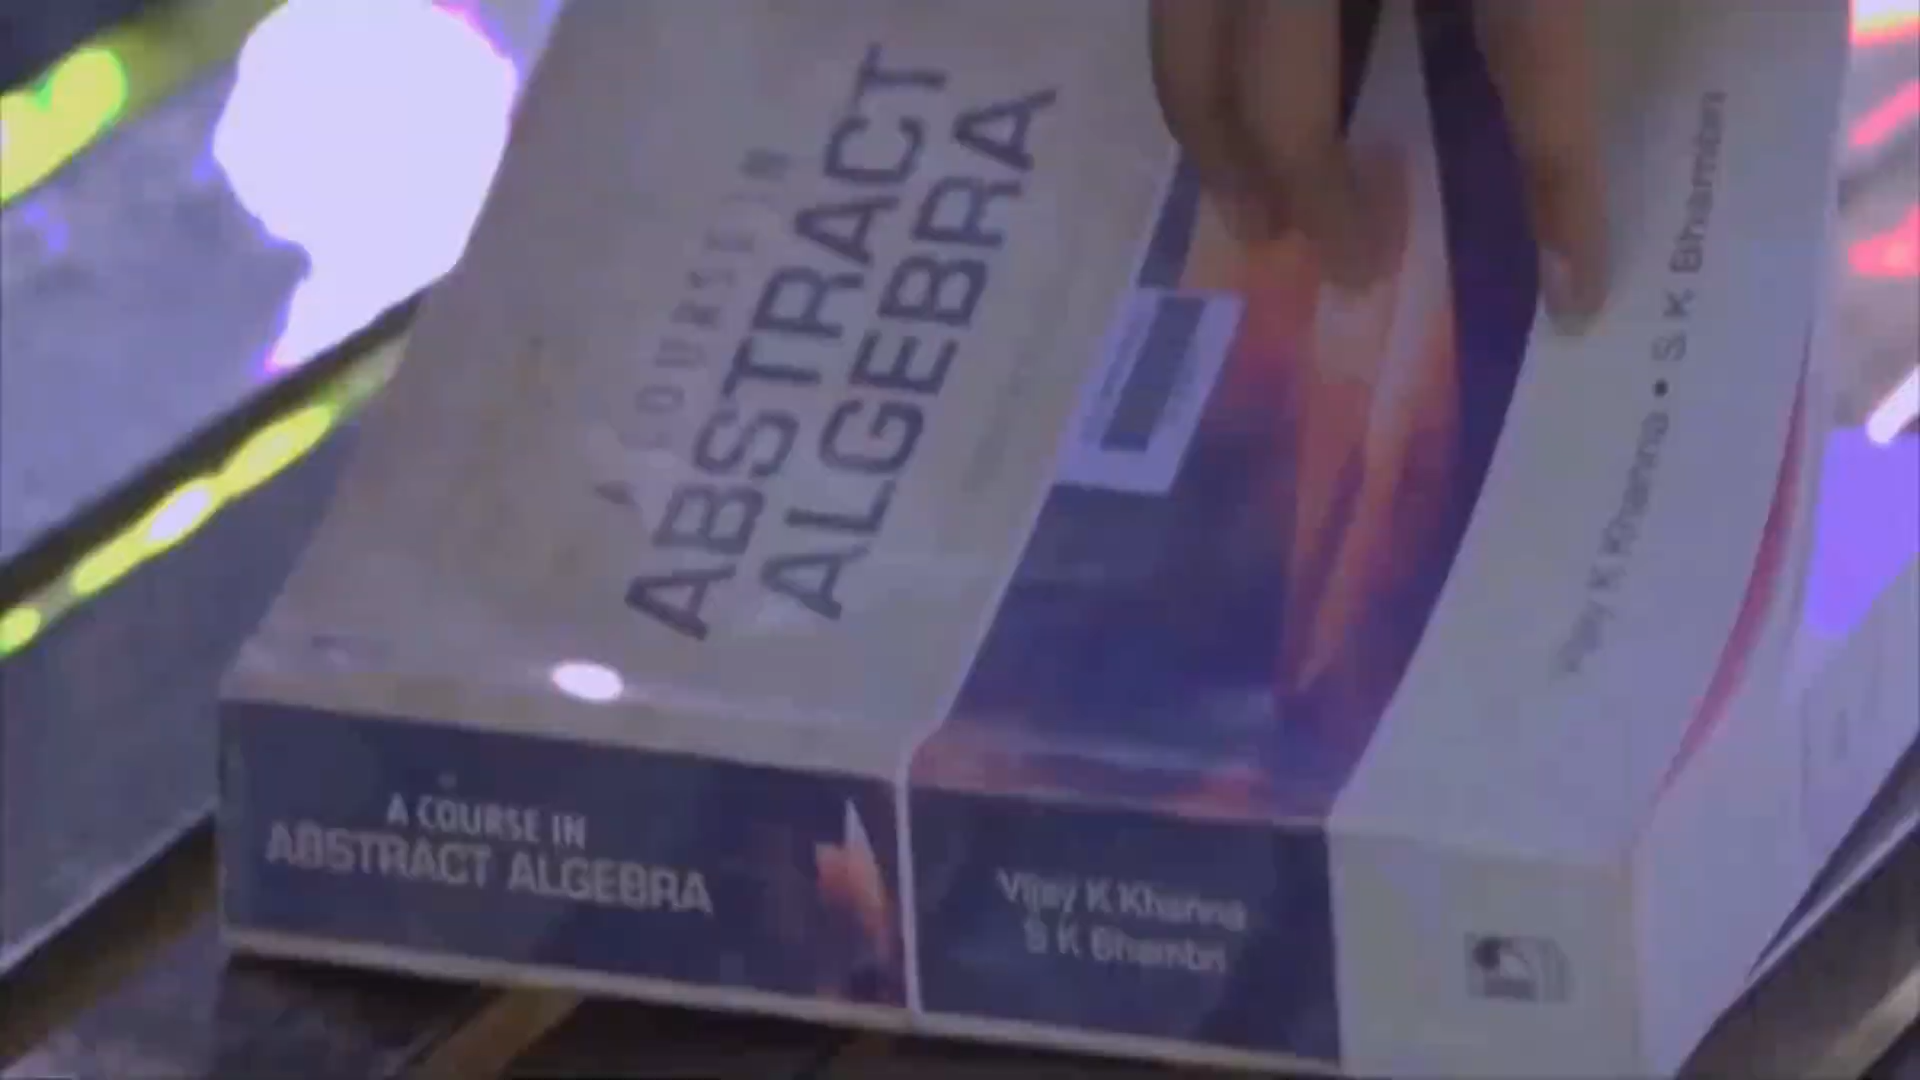 A COURSE IN
ABSTRACT
ALGEBRA
Vijay K Khanna • S K Bhambri
A COURSE IN
ABSTRACT ALGEBRA
Vijay K Khanna
S K Bhambri